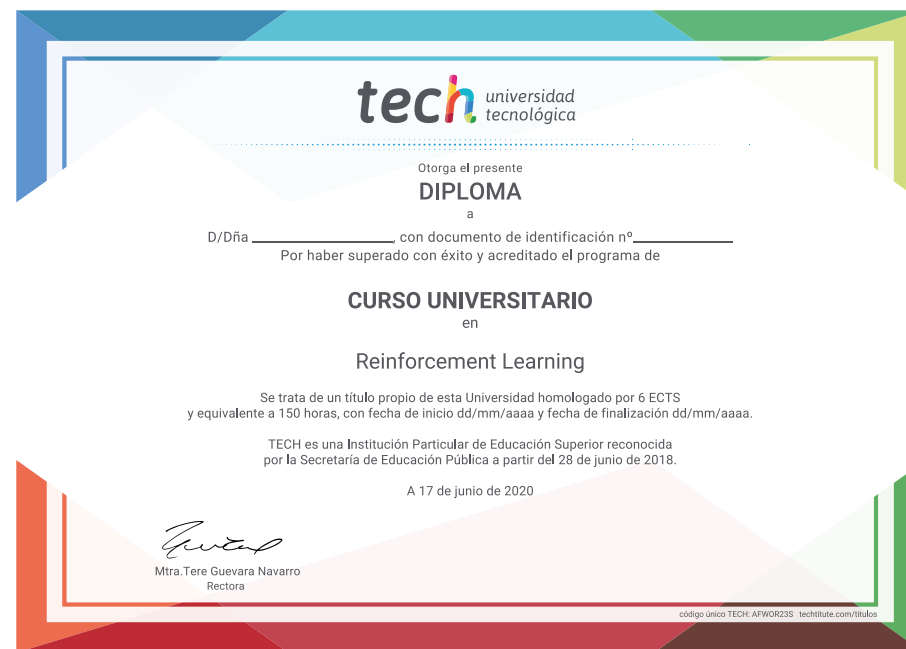 tech universidad
tecnológica
Otorga el presente
DIPLOMA
a
D/Dña ____________________, con documento de identificación nº______________
Por haber superado con éxito y acreditado el programa de
CURSO UNIVERSITARIO
en
Reinforcement Learning
Se trata de un título propio de esta Universidad homologado por 6 ECTS
y equivalente a 150 horas, con fecha de inicio dd/mm/aaaa y fecha de finalización dd/mm/aaaa.
TECH es una Institución Particular de Educación Superior reconocida
por la Secretaría de Educación Pública a partir del 28 de junio de 2018.
A 17 de junio de 2020
Mtra.Tere Guevara Navarro
Rectora
código único TECH: AFWOR23S techtitute.com/titulos